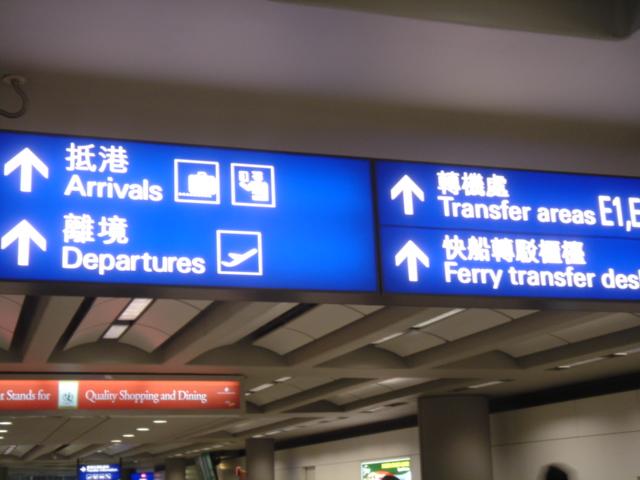 抵港
Arrivals
離境
Departures
轉機處
Transfer areas E1,
快船轉駁櫃檯
Ferry transfer des
Stands for Quality Shopping and Dining